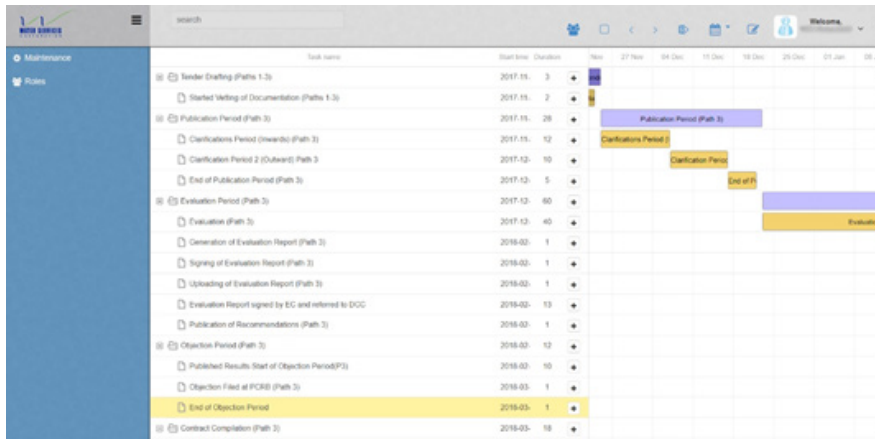 WATER SERVICES
CORPORATION
search
Welcome,
Maintenance
Roles
Task name Start time Duration Nov 27 Nov 04 Dec 11 Dec 18 Dec 25 Dec 01 Jan 08
Tender Drafting (Paths 1-3) 2017-11- 3
Started Vetting of Documentation (Paths 1-3) 2017-11- 2
Publication Period (Path 3) 2017-11- 28 Publication Period (Path 3)
Clarifications Period (Inwards) (Path 3) 2017-11- 12 Clarifications Period (I
Clarification Period 2 (Outward) Path 3 2017-12- 10 Clarification Period
End of Publication Period (Path 3) 2017-12- 5 End of P
Evaluation Period (Path 3) 2017-12- 60
Evaluation (Path 3) 2017-12- 40 Evaluati
Generation of Evaluation Report (Path 3) 2018-02- 1
Signing of Evaluation Report (Path 3) 2018-02- 1
Uploading of Evaluation Report (Path 3) 2018-02- 1
Evaluation Report signed by EC and referred to DCC 2018-02- 13
Publication of Recommendations (Path 3) 2018-02- 1
Objection Period (Path 3) 2018-02- 12
Published Results Start of Objection Period(P3) 2018-02- 10
Objection Filed at PCRB (Path 3) 2018-03- 1
End of Objection Period 2018-03- 1
Contract Compilation (Path 3) 2018-03- 18